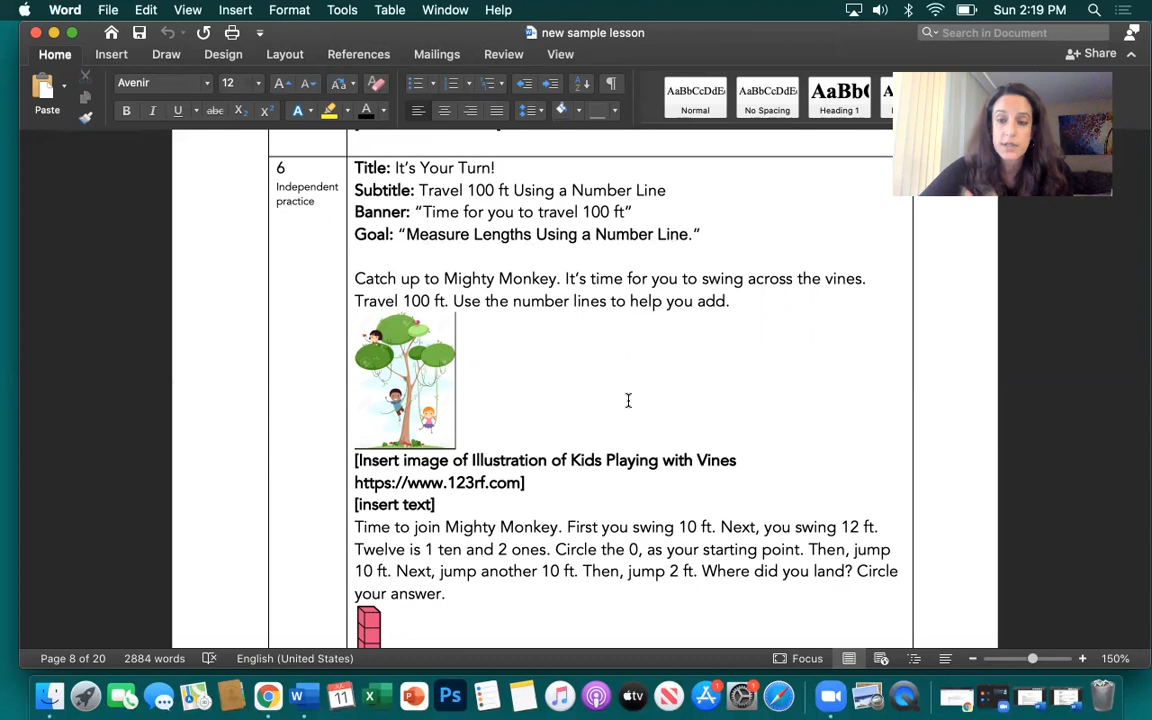 Word File Edit View Insert Format Tools Table Window Help Sun 2:19 PM
new sample lesson
Search in Document
Home Insert Draw Design Layout References Mailings Review View Share
Paste
Avenir 12
AaBbCcDdEe AaBbCcDdEe AaBb(
Normal No Spacing Heading 1
6
Independent
practice
Title: It's Your Turn!
Subtitle: Travel 100 ft Using a Number Line
Banner: "Time for you to travel 100 ft"
Goal: "Measure Lengths Using a Number Line."
Catch up to Mighty Monkey. It's time for you to swing across the vines.
Travel 100 ft. Use the number lines to help you add.
[Insert image of Illustration of Kids Playing with Vines
https://www.123rf.com]
[insert text]
Time to join Mighty Monkey. First you swing 10 ft. Next, you swing 12 ft.
Twelve is 1 ten and 2 ones. Circle the 0, as your starting point. Then, jump
10 ft. Next, jump another 10 ft. Then, jump 2 ft. Where did you land? Circle
your answer.
Page 8 of 20 2884 words English (United States) Focus 150%